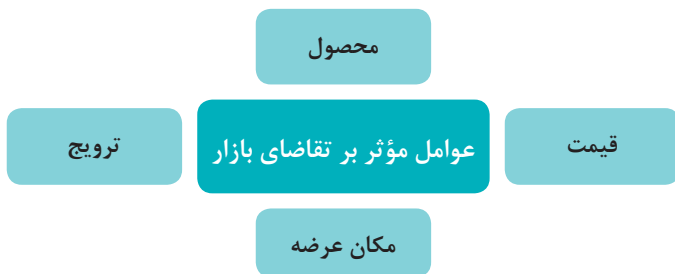 محصول
قیمت
عوامل مؤثر بر تقاضای بازار
ترویج
مکان عرضه